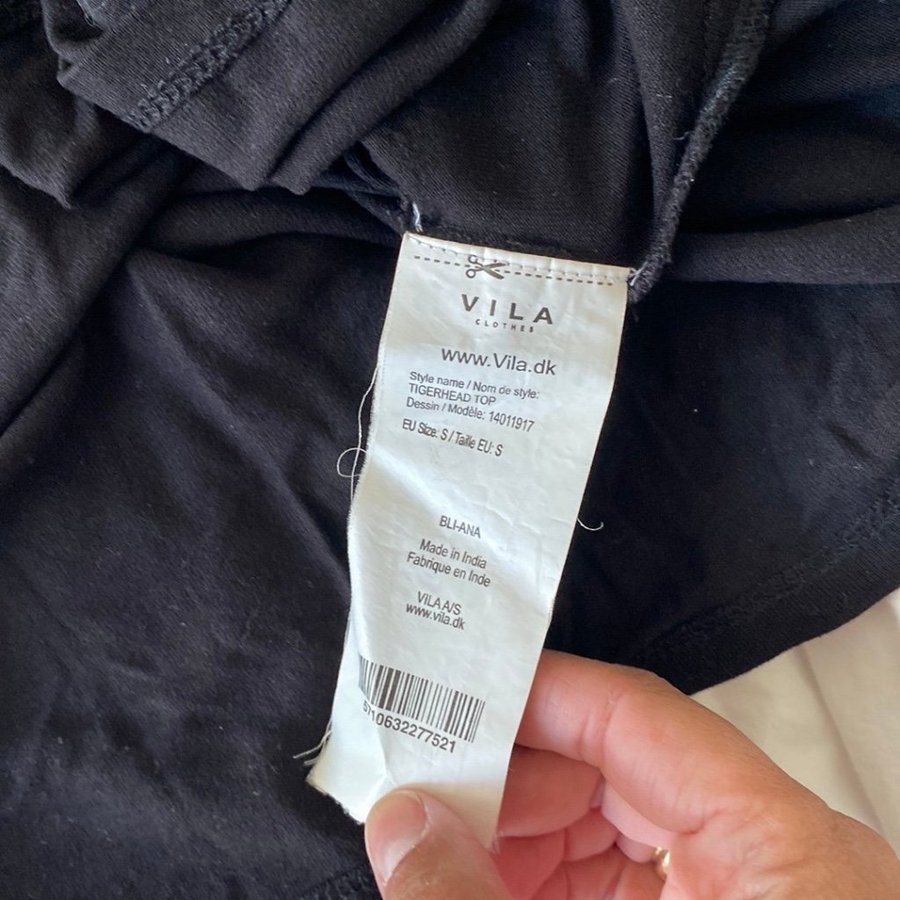 VILA
CLOTHES
www.Vila.dk
Style name / Nom de style:
TIGERHEAD TOP
Dessin / Modèle: 14011917
EU Size: S / Taille EU: S
BLI-ANA
Made in India
Fabrique en Inde
VILA A/S
www.vila.dk
5710632277521